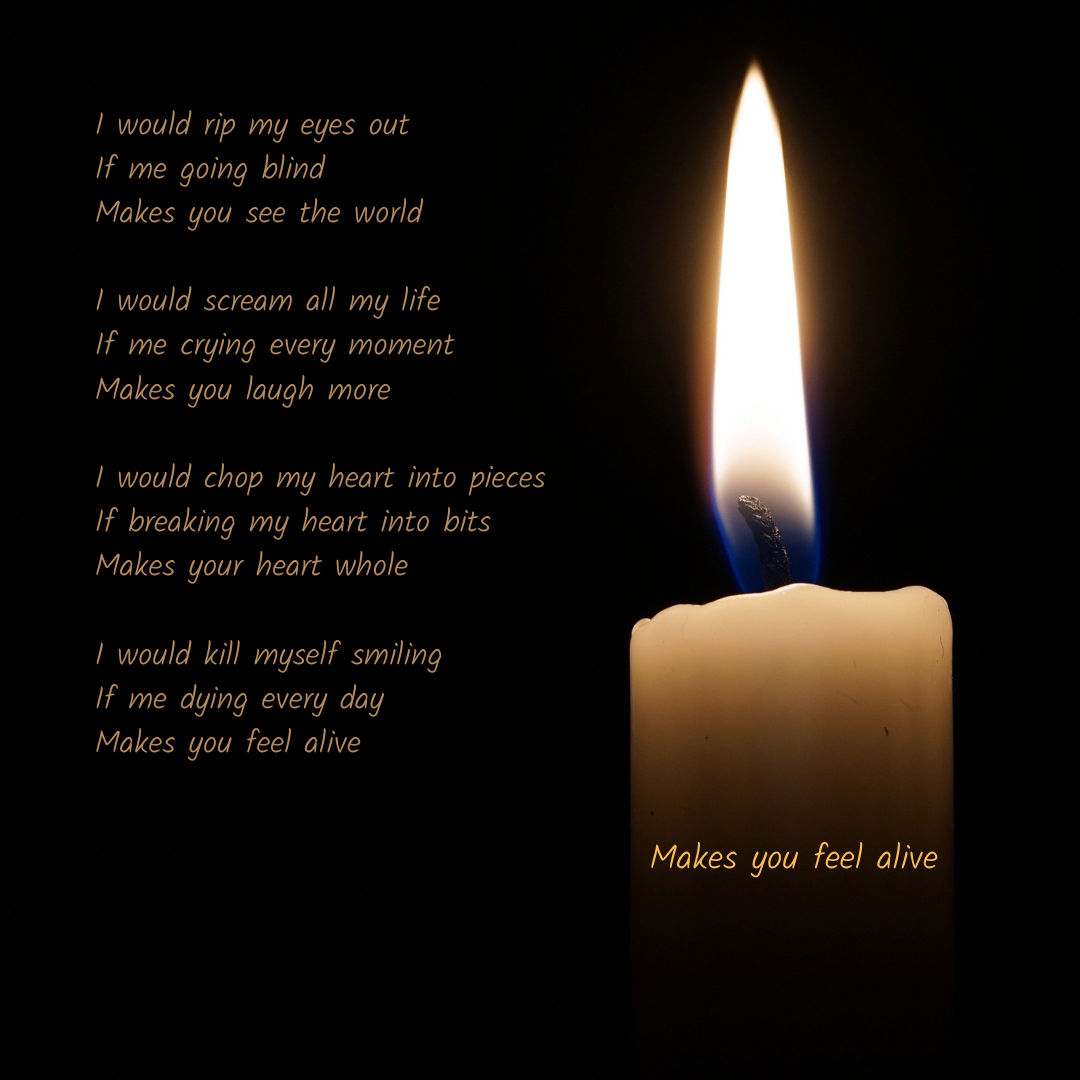 I would rip my eyes out
If me going blind
Makes you see the world
I would scream all my life
If me crying every moment
Makes you laugh more
I would chop my heart into pieces
If breaking my heart into bits
Makes your heart whole
I would kill myself smiling
If me dying every day
Makes you feel alive
Makes you feel alive